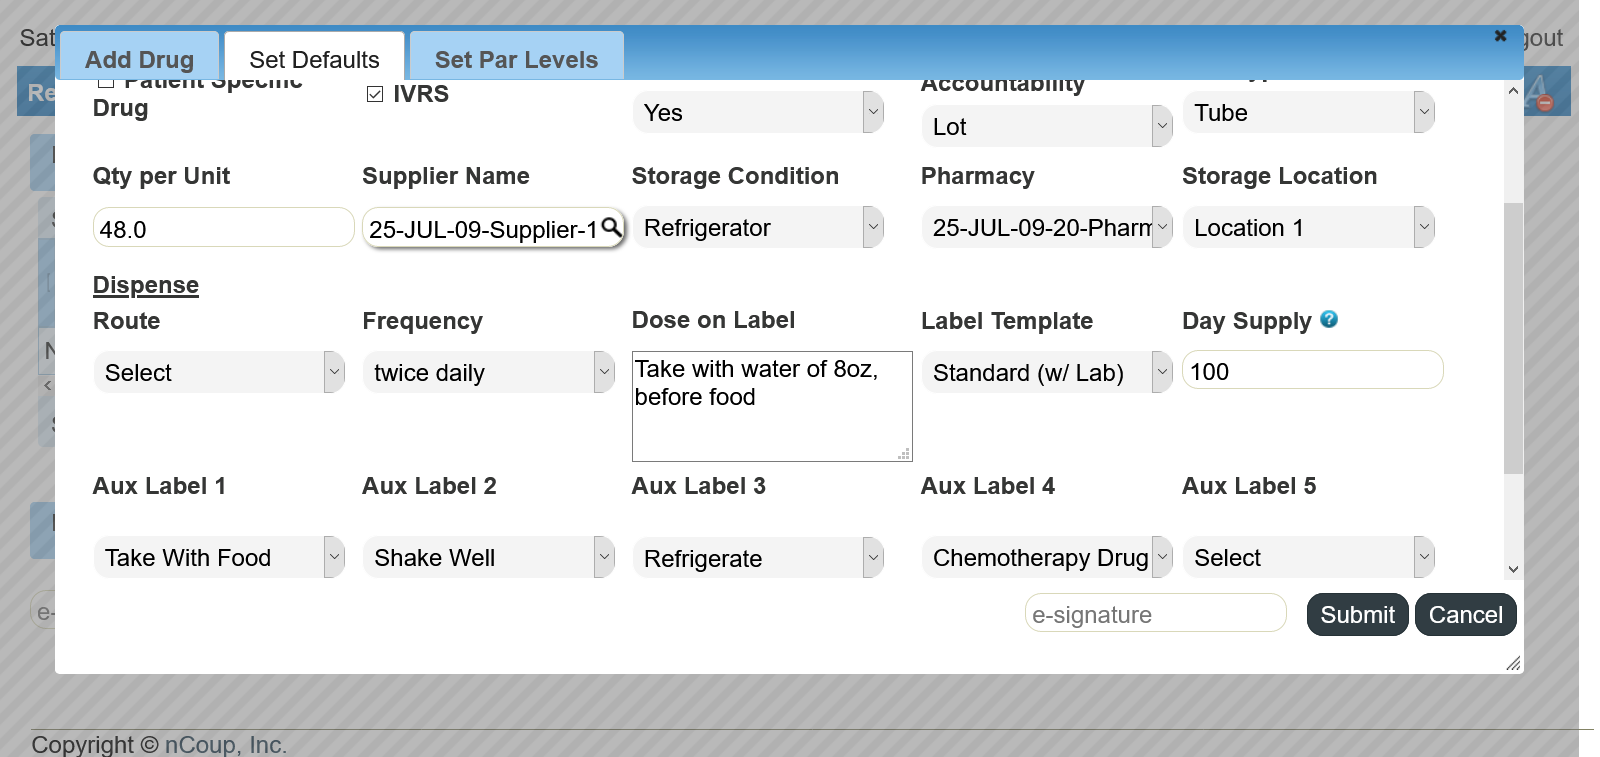 Sat
gout
Add Drug
Set Defaults
Set Par Levels
Re
Patient Specific
Drug
IVRS
Accountability
Yes
Lot
Tube
Qty per Unit
Supplier Name
Storage Condition
Pharmacy
Storage Location
48.0
25-JUL-09-Supplier-1
Refrigerator
25-JUL-09-20-Pharm
Location 1
Dispense
Route
Frequency
Dose on Label
Label Template
Day Supply
Select
twice daily
Take with water of 8oz,
before food
Standard (w/ Lab)
100
Aux Label 1
Aux Label 2
Aux Label 3
Aux Label 4
Aux Label 5
Take With Food
Shake Well
Refrigerate
Chemotherapy Drug
Select
e-
e-signature
Submit
Cancel
Copyright © nCoup, Inc.